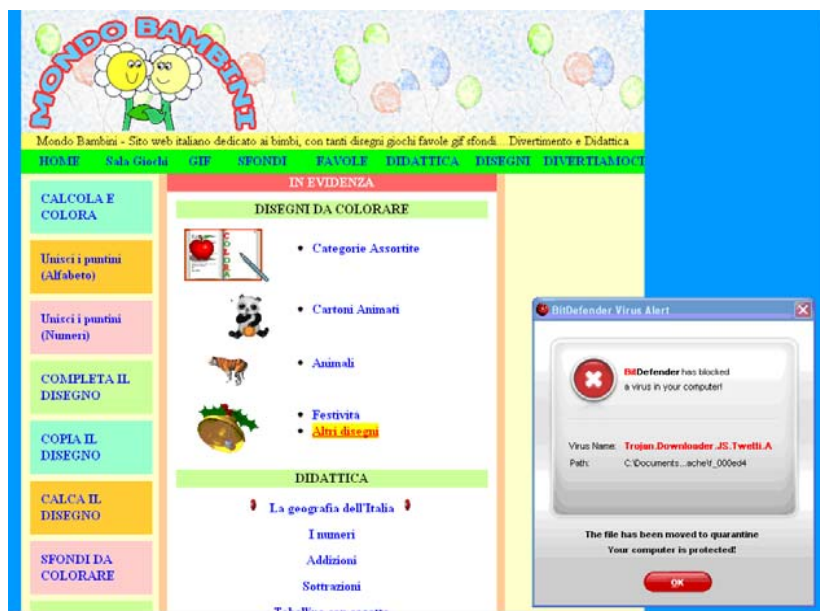 MONDO BAMBINI
Mondo Bambini - Sito web italiano dedicato ai bimbi, con tanti disegni giochi favole gif sfondi... Divertimento e Didattica
HOME Sala Giochi GIF SFONDI FAVOLE DIDATTICA DISEGNI DIVERTIAMOCI
CALCOLA E
COLORA
Unisci i puntini
(Alfabeto)
Unisci i puntini
(Numeri)
COMPLETA IL
DISEGNO
COPIA IL
DISEGNO
CALCA IL
DISEGNO
SFONDI DA
COLORARE
IN EVIDENZA
DISEGNI DA COLORARE
COLORA
Categorie Assortite
Cartoni Animati
Animali
Festività
Altri disegni
DIDATTICA
La geografia dell'Italia
I numeri
Addizioni
Sottrazioni
BitDefender Virus Alert
BitDefender has blocked
a virus in your computer!
Virus Name: Trojan.Downloader.JS.Twetti.A
Path: C:\Documents...ache\f_000ed4
The file has been moved to quarantine
Your computer is protected!
OK